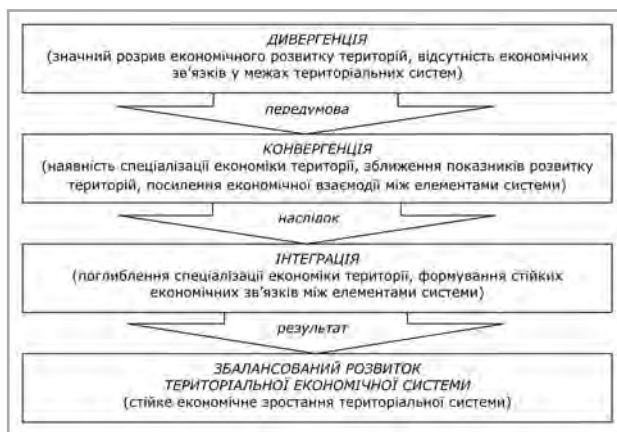 ДИВЕРГЕНЦІЯ
(значний розрив економічного розвитку територій, відсутність економічних
зв’язків у межах територіальних систем)
передумова
КОНВЕРГЕНЦІЯ
(наявність спеціалізації економіки території, зближення показників розвитку
територій, посилення економічної взаємодії між елементами системи)
наслівок
ІНТЕГРАЦІЯ
(поглиблення спеціалізації економіки території, формування стійких
економічних зв’язків між елементами системи)
результат
ЗБАЛАНСОВАНИЙ РОЗВИТОК
ТЕРИТОРІАЛЬНОЇ ЕКОНОМІЧНОЇ СИСТЕМИ
(стійке економічне зростання територіальної системи)